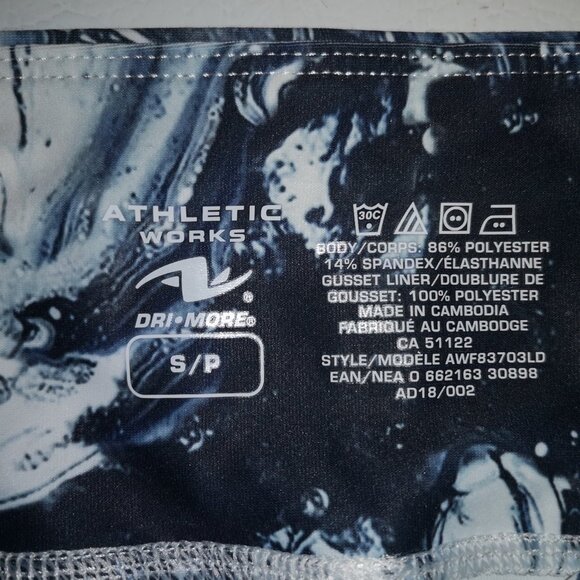 ATHLETIC
WORKS
DRI•MORE®
S/P
30C
BODY/CORPS: 86% POLYESTER
14% SPANDEX/ÉLASTHANNE
GUSSET LINER/DOUBLURE DE
GOUSSET: 100% POLYESTER
MADE IN CAMBODIA
FABRIQUÉ AU CAMBODGE
CA 51122
STYLE/MODÈLE AWF83703LD
EAN/NEA 0 662163 30898
AD18/002